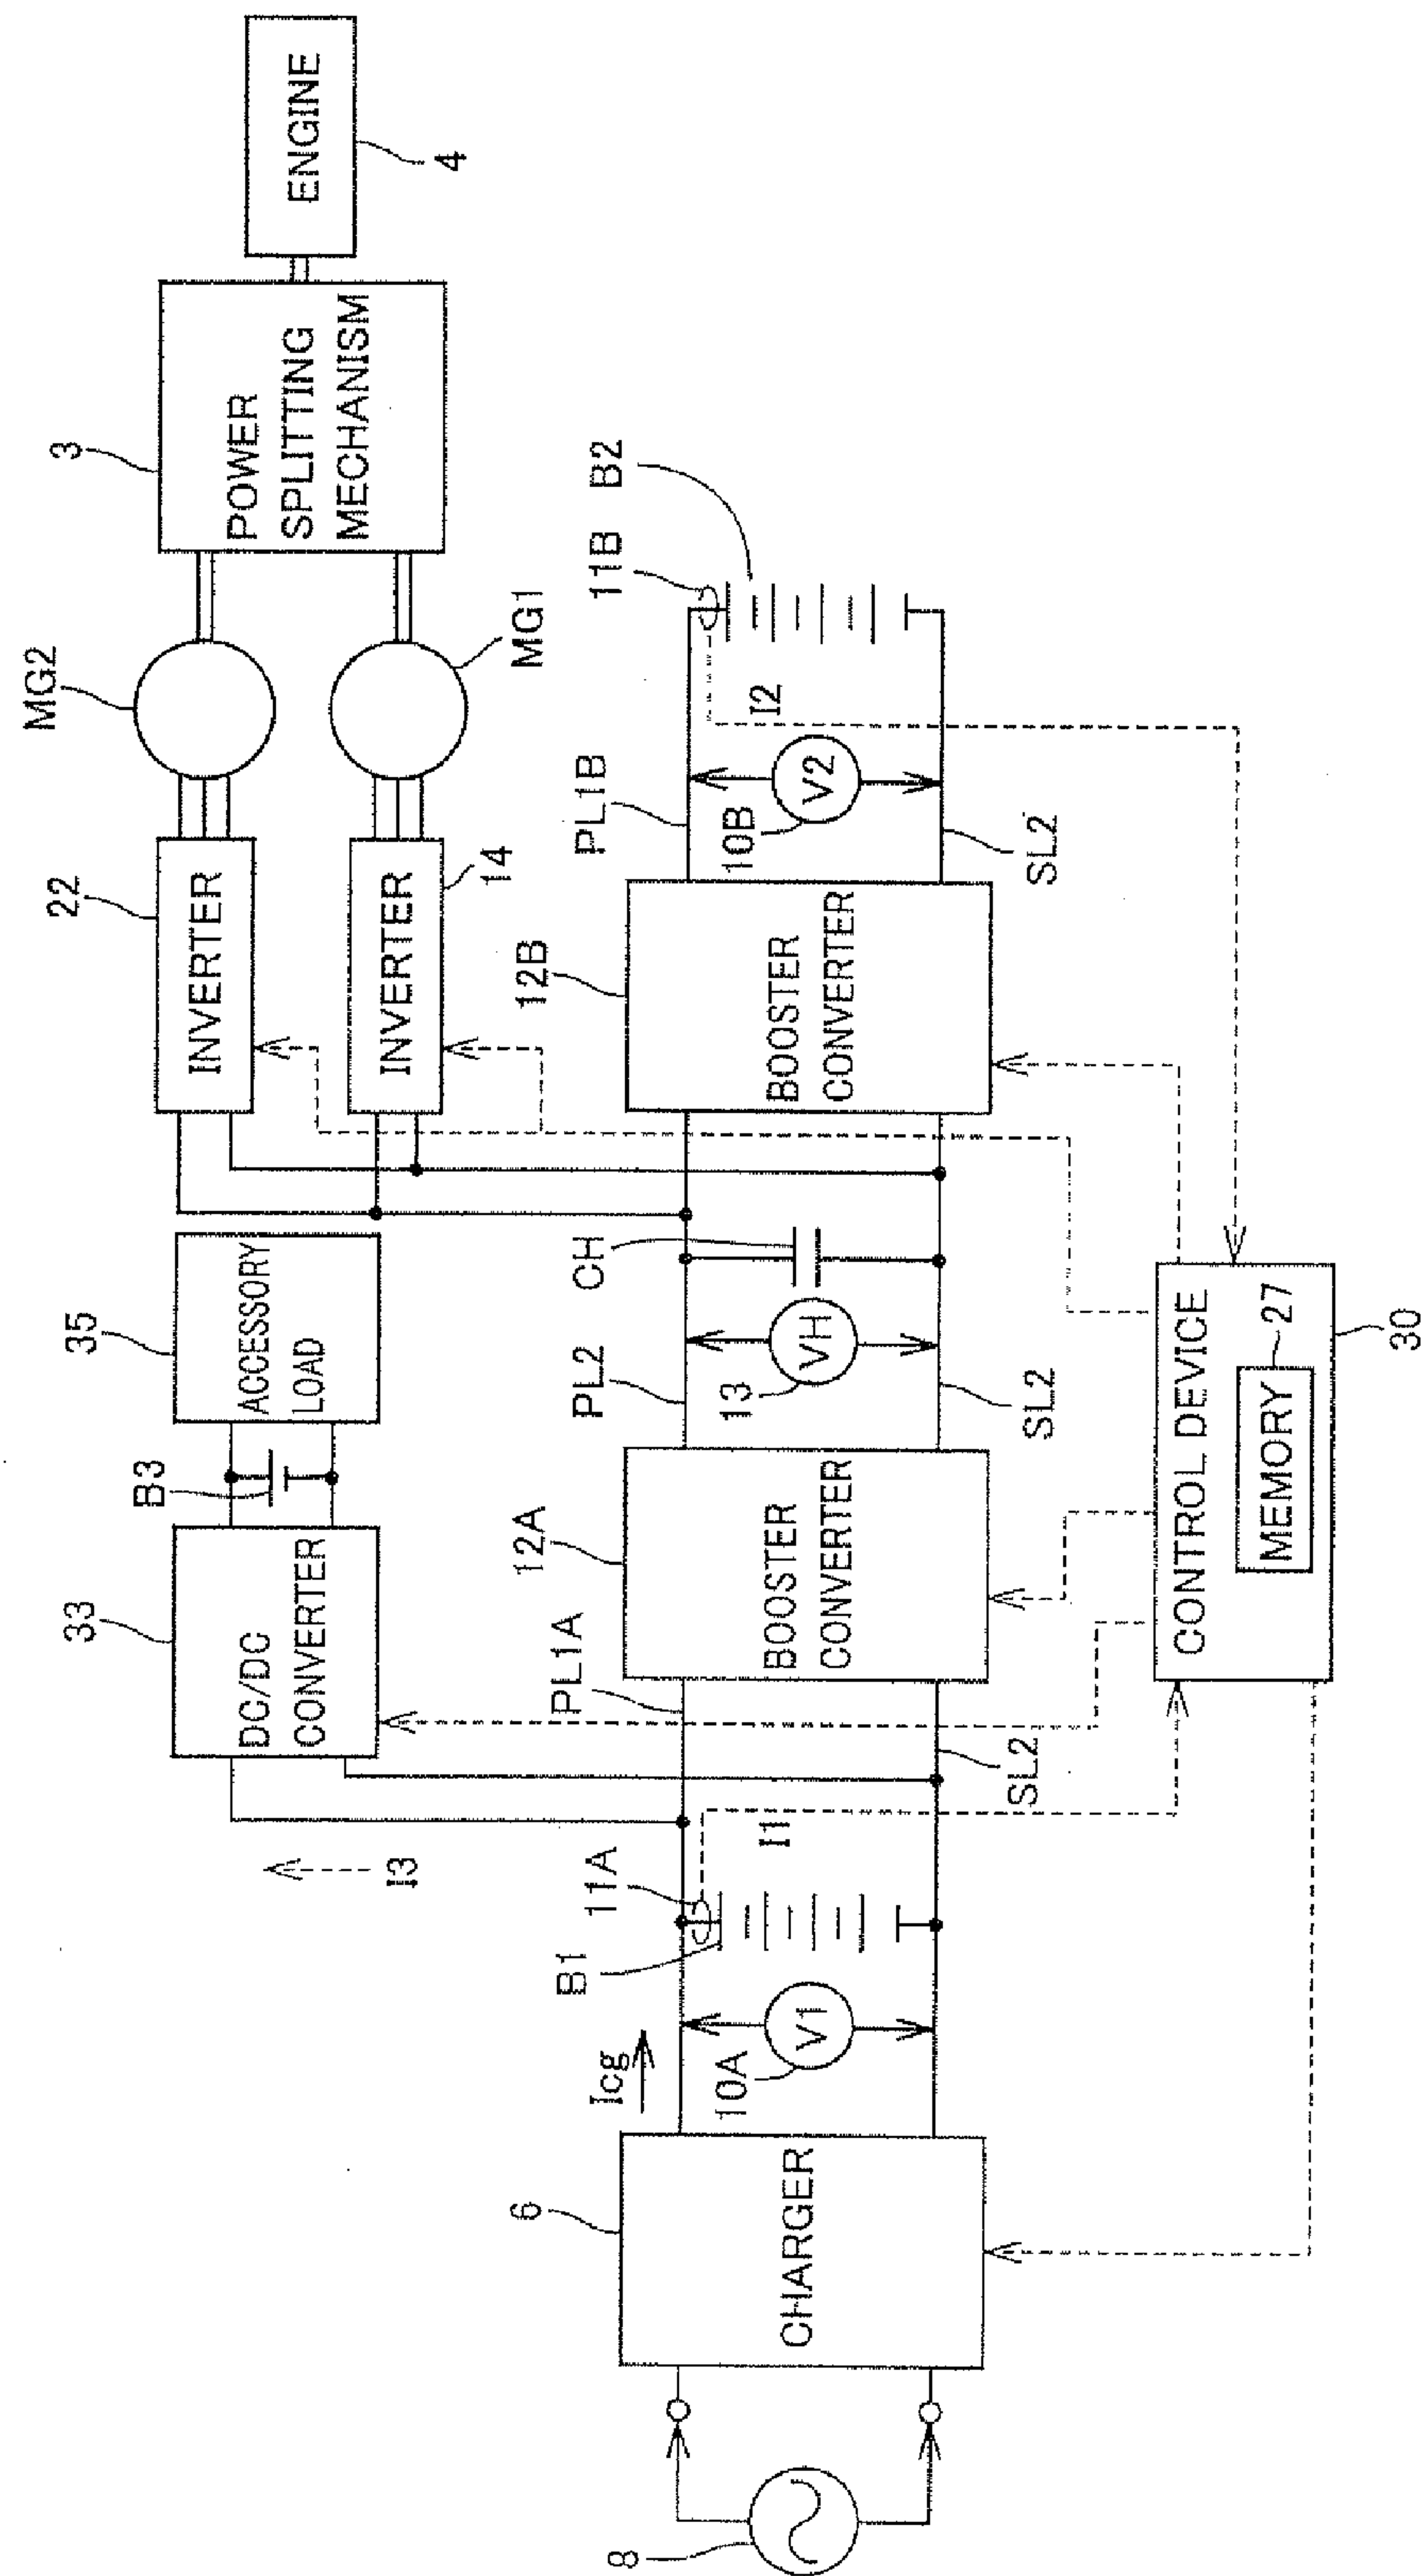 MG2
22
INVERTER
3
POWER
SPLITTING
MECHANISM
ENGINE
4
MG1
INVERTER
14
35
ACCESSORY
LOAD
B3
33
DC/DC
CONVERTER
I3
Icg
6
CHARGER
8
10A
V1
B1
11A
I1
PL1A
SL2
12A
BOOSTER
CONVERTER
PL2
13
VH
CH
SL2
12B
BOOSTER
CONVERTER
PL1B
10B
V2
I2
11B
B2
SL2
CONTROL DEVICE
MEMORY
27
30